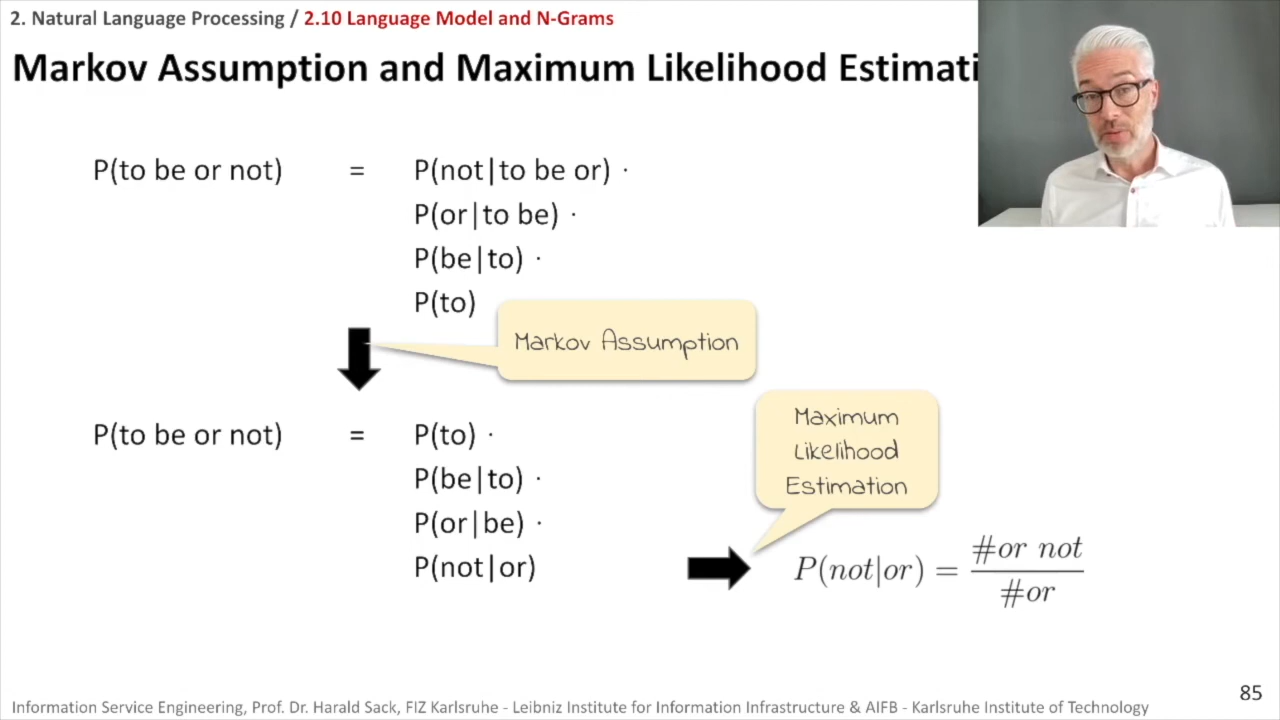 2. Natural Language Processing / 2.10 Language Model and N-Grams
Markov Assumption and Maximum Likelihood Estimati
P(to be or not) = P(not|to be or) ·
P(or|to be) ·
P(be|to) ·
P(to)
Markov Assumption
P(to be or not) = P(to) ·
P(be|to) ·
P(or|be) ·
P(not|or)
Maximum
Likelihood
Estimation
P(not|or) = #or not / #or
85
Information Service Engineering, Prof. Dr. Harald Sack, FIZ Karlsruhe - Leibniz Institute for Information Infrastructure & AIFB - Karlsruhe Institute of Technology